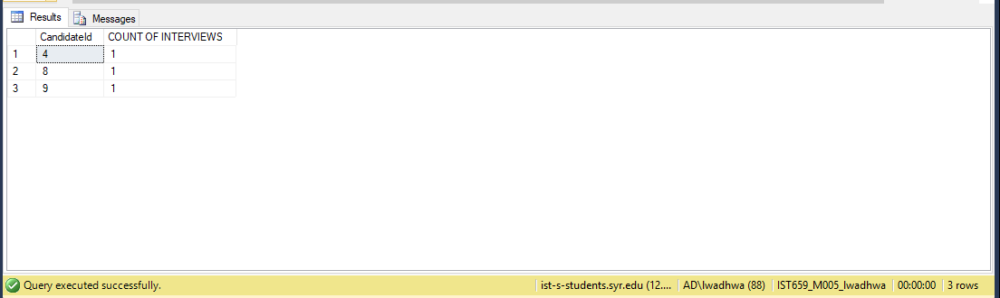 Results Messages
CandidateId COUNT OF INTERVIEWS
1 4 1
2 8 1
3 9 1
Query executed successfully. ist-s-students.syr.edu (12.... AD\lwadhwa (88) IST659_M005_lwadhwa 00:00:00 3 rows